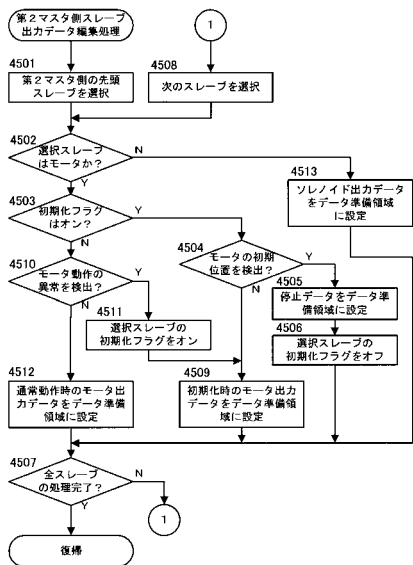 第２マスタ側スレーブ
出力データ編集処理
1
4501
第２マスタ側の先頭
スレーブを選択
4508
次のスレーブを選択
4502
選択スレーブ
はモータか？
N
Y
4513
ソレノイド出力データ
をデータ準備領域
に設定
4503
初期化フラグ
はオン？
Y
N
4504
モータの初期
位置を検出？
Y
N
4510
モータ動作の
異常を検出？
Y
N
4505
停止データをデータ準
備領域に設定
4511
選択スレーブの
初期化フラグをオン
4506
選択スレーブの
初期化フラグをオフ
4512
通常動作時のモータ出
力データをデータ準備
領域に設定
4509
初期化時のモータ出力
データをデータ準備領
域に設定
4507
全スレーブ
の処理完了？
N
Y
1
復帰